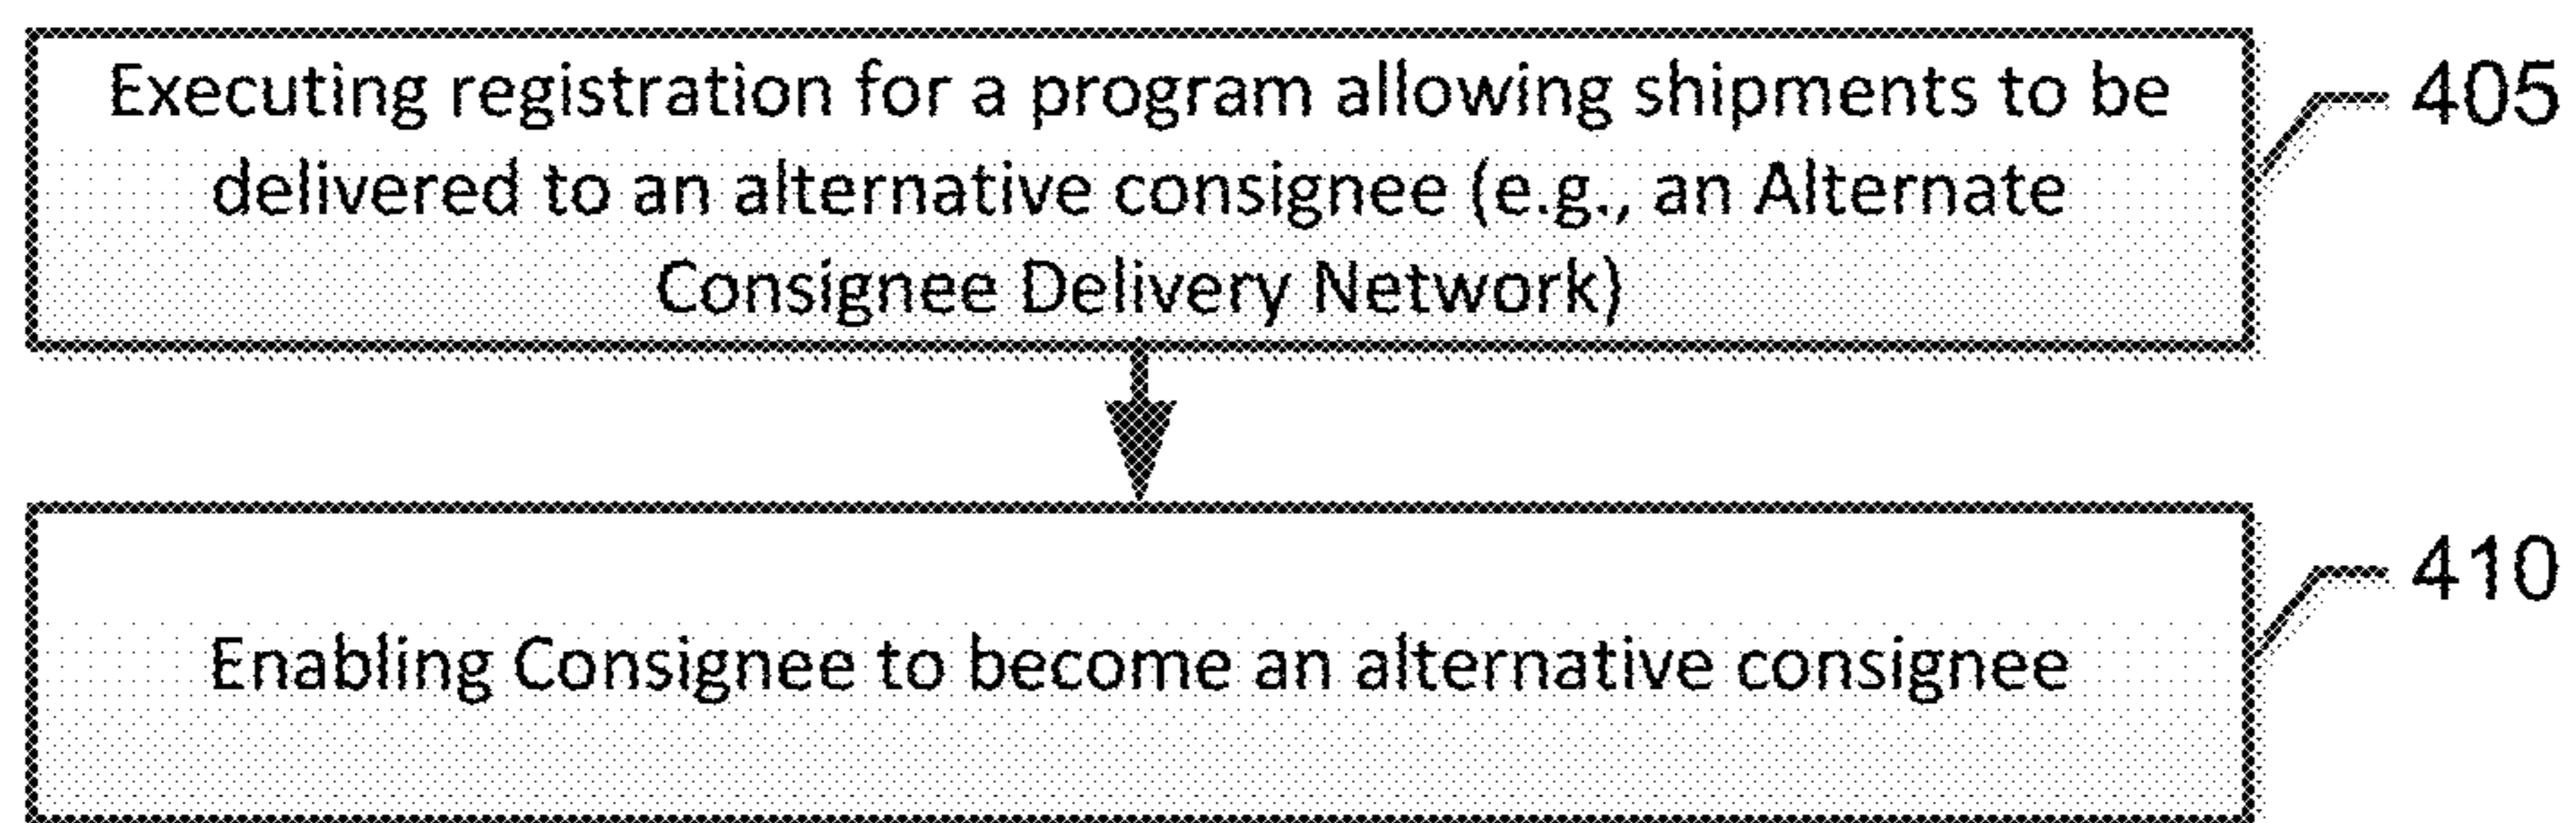 Executing registration for a program allowing shipments to be
405
delivered to an alternative consignee (e.g., an Alternate
Consignee Delivery Network)
Enabling Consignee to become an alternative consignee
410